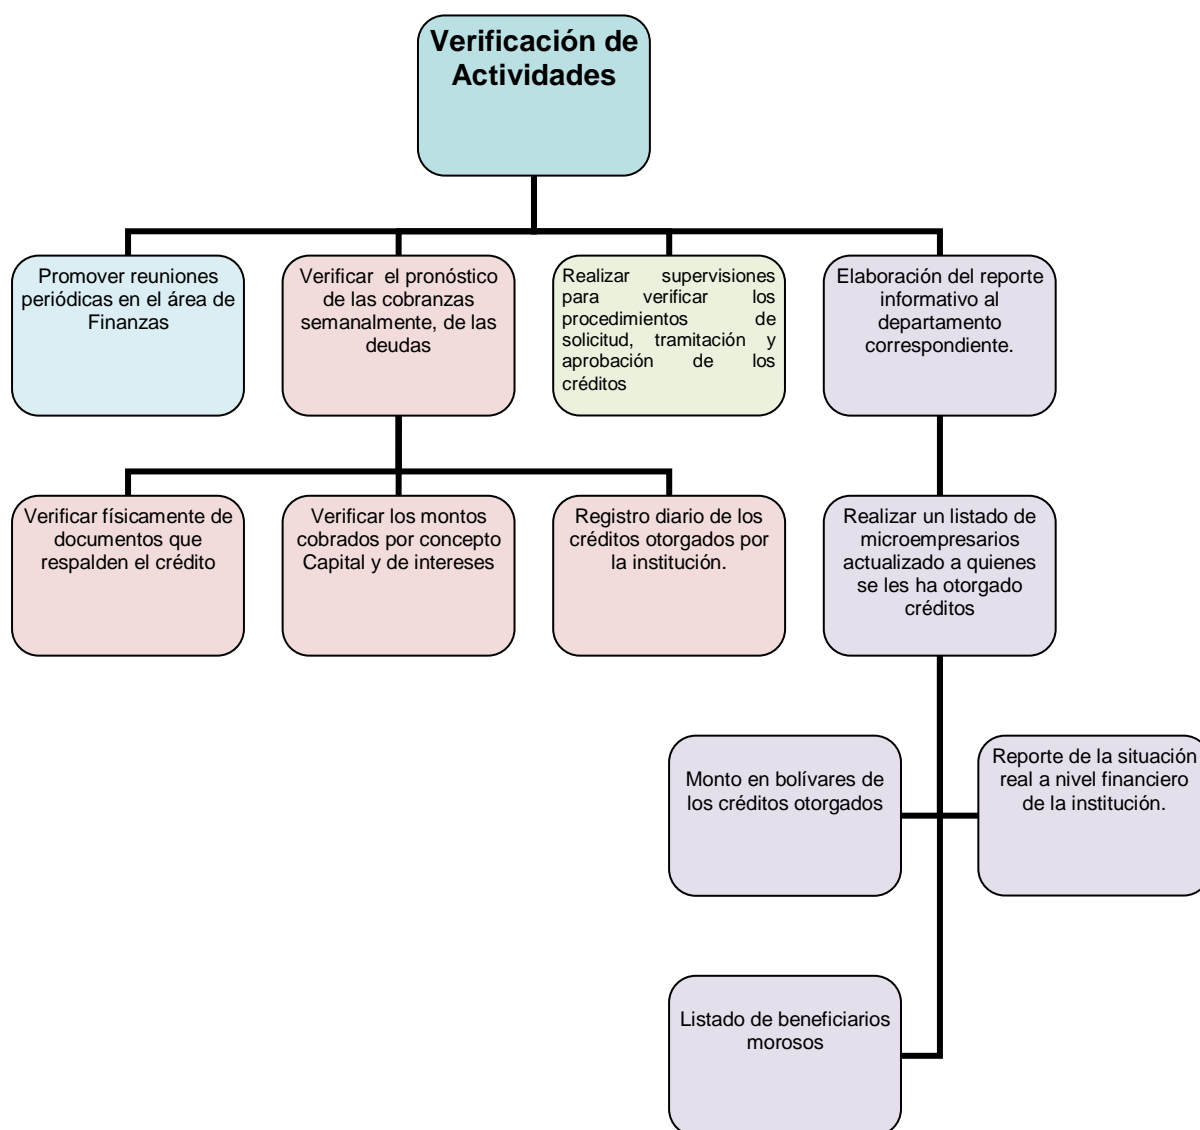 Verificación de
Actividades
Promover reuniones
periódicas en el área de
Finanzas
Verificar el pronóstico
de las cobranzas
semanalmente, de las
deudas
Realizar supervisiones
para verificar los
procedimientos de
solicitud, tramitación y
aprobación de los
créditos
Elaboración del reporte
informativo al
departamento
correspondiente.
Verificar físicamente de
documentos que
respalden el crédito
Verificar los montos
cobrados por concepto
Capital y de intereses
Registro diario de los
créditos otorgados por
la institución.
Realizar un listado de
microempresarios
actualizado a quienes
se les ha otorgado
créditos
Monto en bolívares de
los créditos otorgados
Reporte de la situación
real a nivel financiero
de la institución.
Listado de beneficiarios
morosos